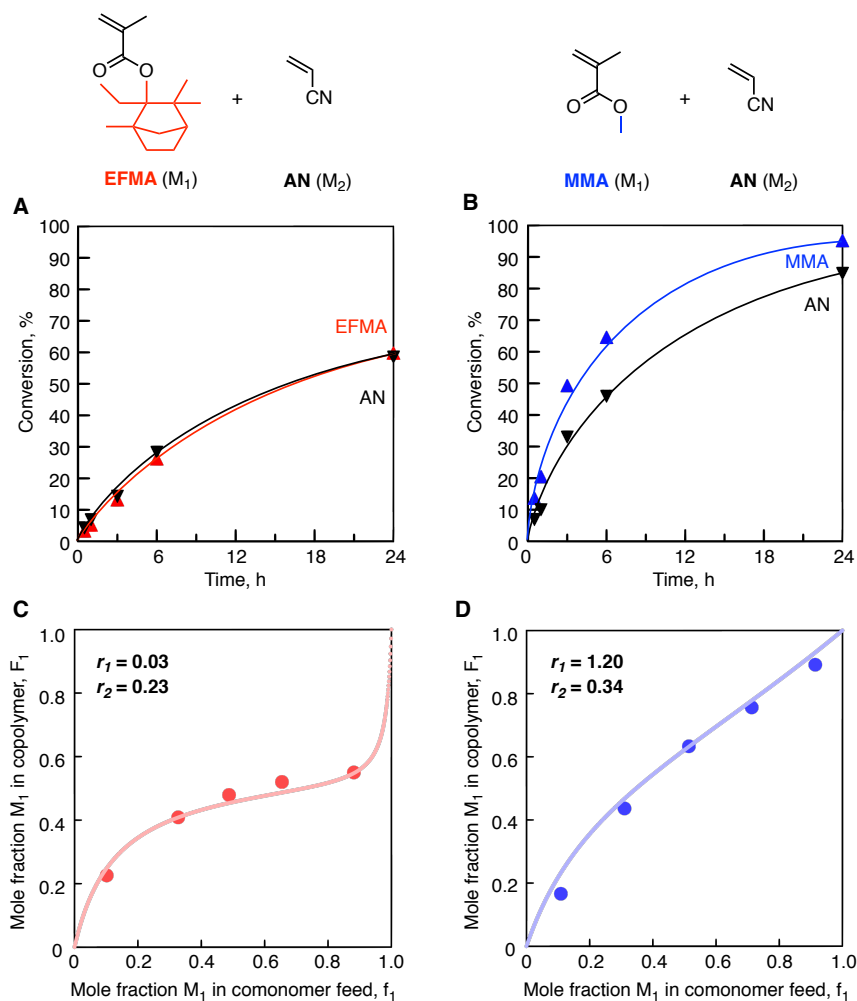 O
O
+
CN
EFMA (M₁)
AN (M₂)
O
O
+
CN
MMA (M₁)
AN (M₂)
A
100
90
80
70
60
50
40
30
20
10
0
Conversion, %
EFMA
AN
0
6
12
18
24
Time, h
B
100
90
80
70
60
50
40
30
20
10
0
Conversion, %
MMA
AN
0
6
12
18
24
Time, h
C
1.0
0.8
0.6
0.4
0.2
0
Mole fraction M₁ in copolymer, F₁
r₁ = 0.03
r₂ = 0.23
0
0.2
0.4
0.6
0.8
1.0
Mole fraction M₁ in comonomer feed, f₁
D
1.0
0.8
0.6
0.4
0.2
0
Mole fraction M₁ in copolymer, F₁
r₁ = 1.20
r₂ = 0.34
0
0.2
0.4
0.6
0.8
1.0
Mole fraction M₁ in comonomer feed, f₁